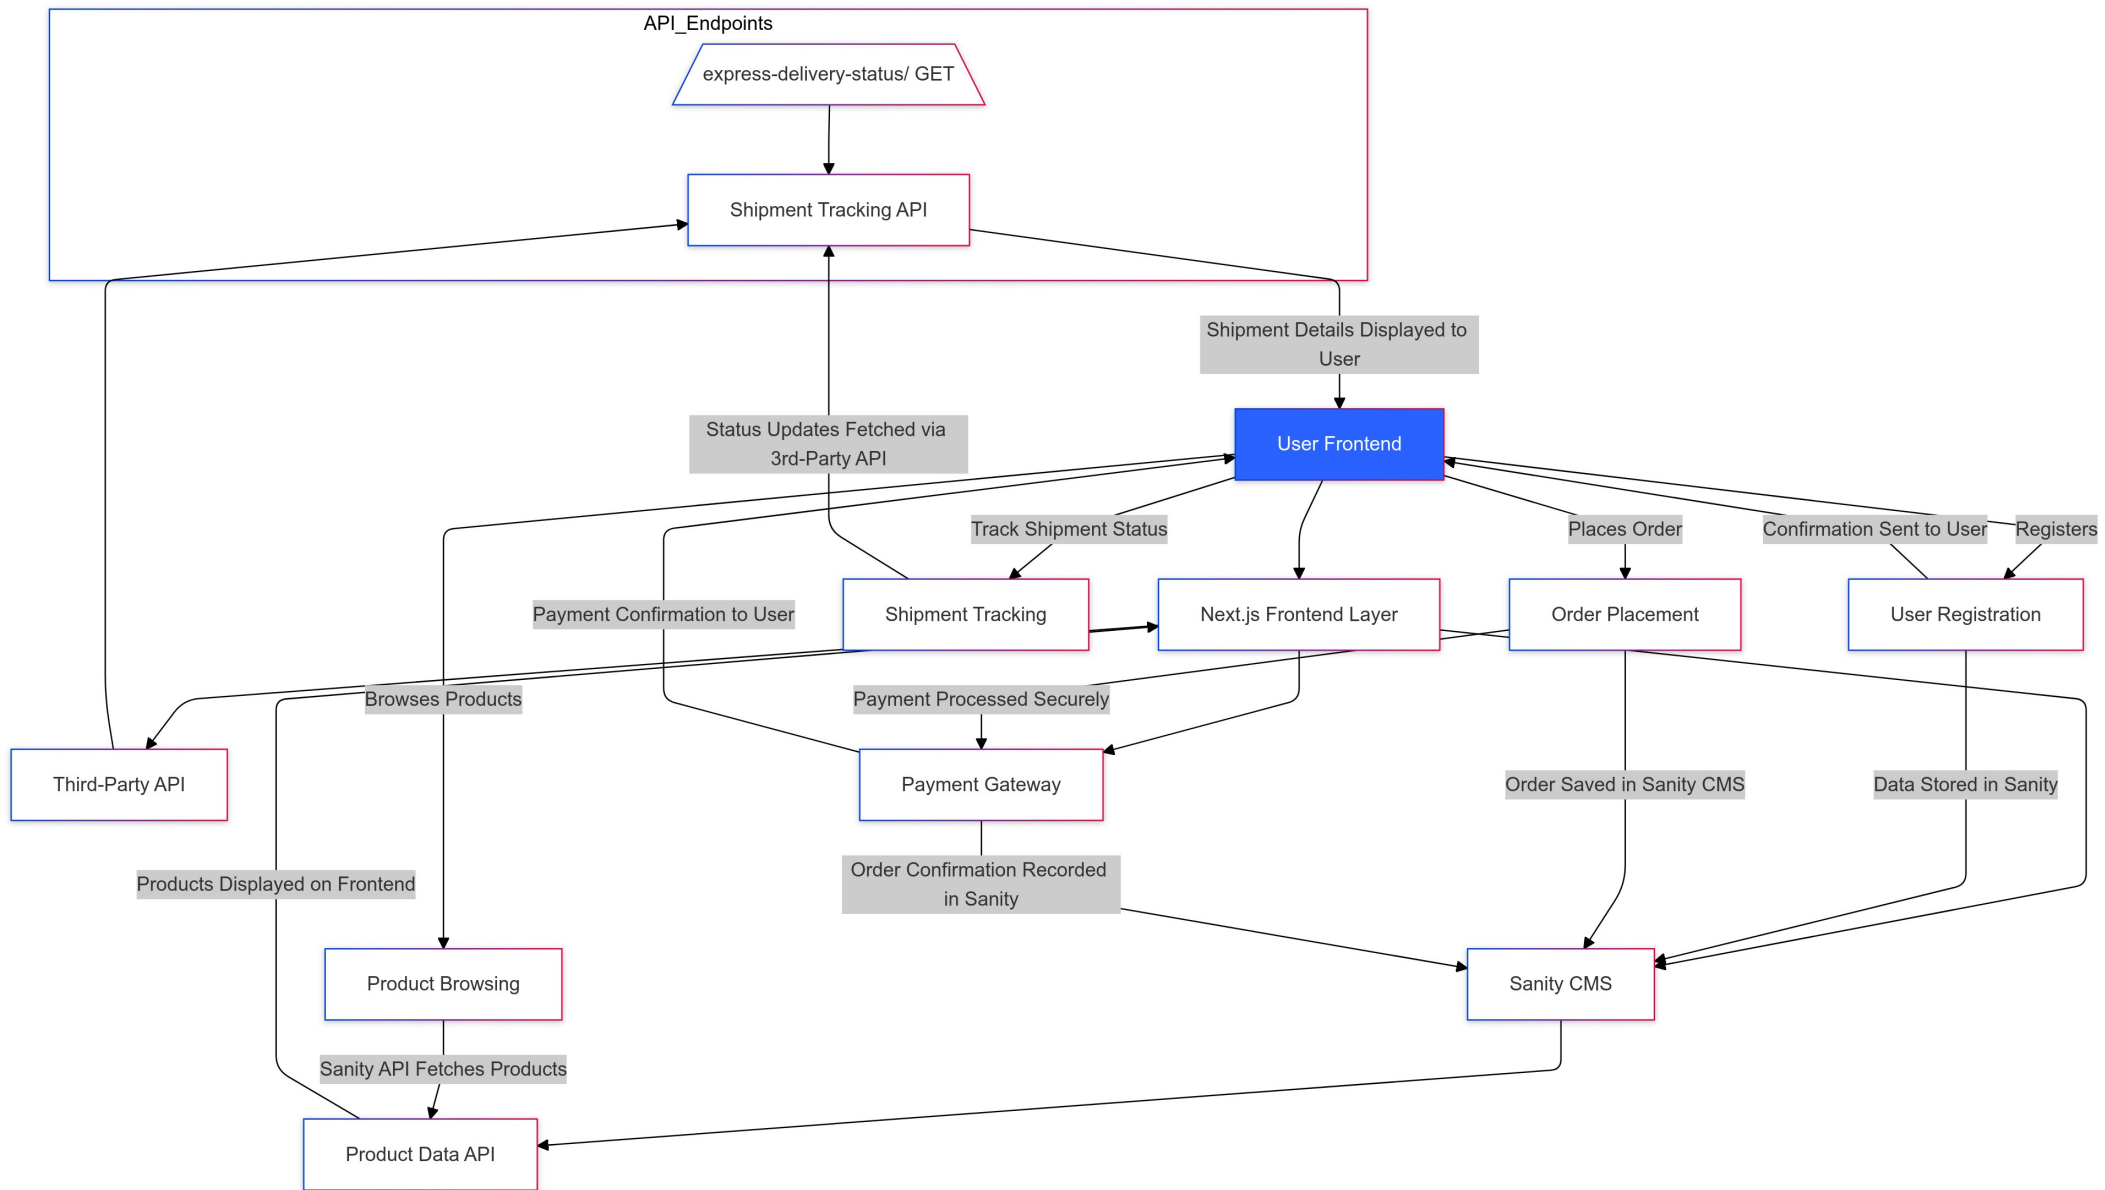 API_Endpoints
express-delivery-status/ GET
Shipment Tracking API
Shipment Details Displayed to
User
Status Updates Fetched via
3rd-Party API
User Frontend
Track Shipment Status
Places Order
Confirmation Sent to User
Registers
Payment Confirmation to User
Shipment Tracking
Next.js Frontend Layer
Order Placement
User Registration
Browses Products
Payment Processed Securely
Third-Party API
Payment Gateway
Order Saved in Sanity CMS
Data Stored in Sanity
Products Displayed on Frontend
Order Confirmation Recorded
in Sanity
Product Browsing
Sanity CMS
Sanity API Fetches Products
Product Data API